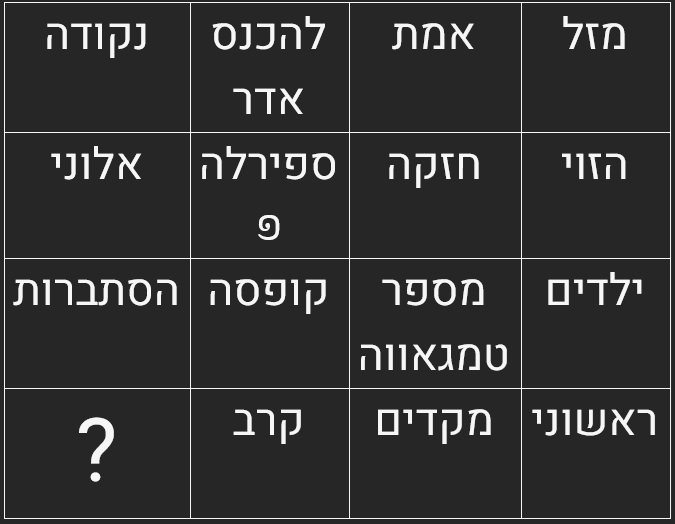 מזל
אמת
להכנס
אדר
נקודה
הזוי
חזקה
ספירלה
פּ
אלוני
ילדים
מספר
טמגאווה
קופסה
הסתברות
ראשוני
מקדים
קרב
?